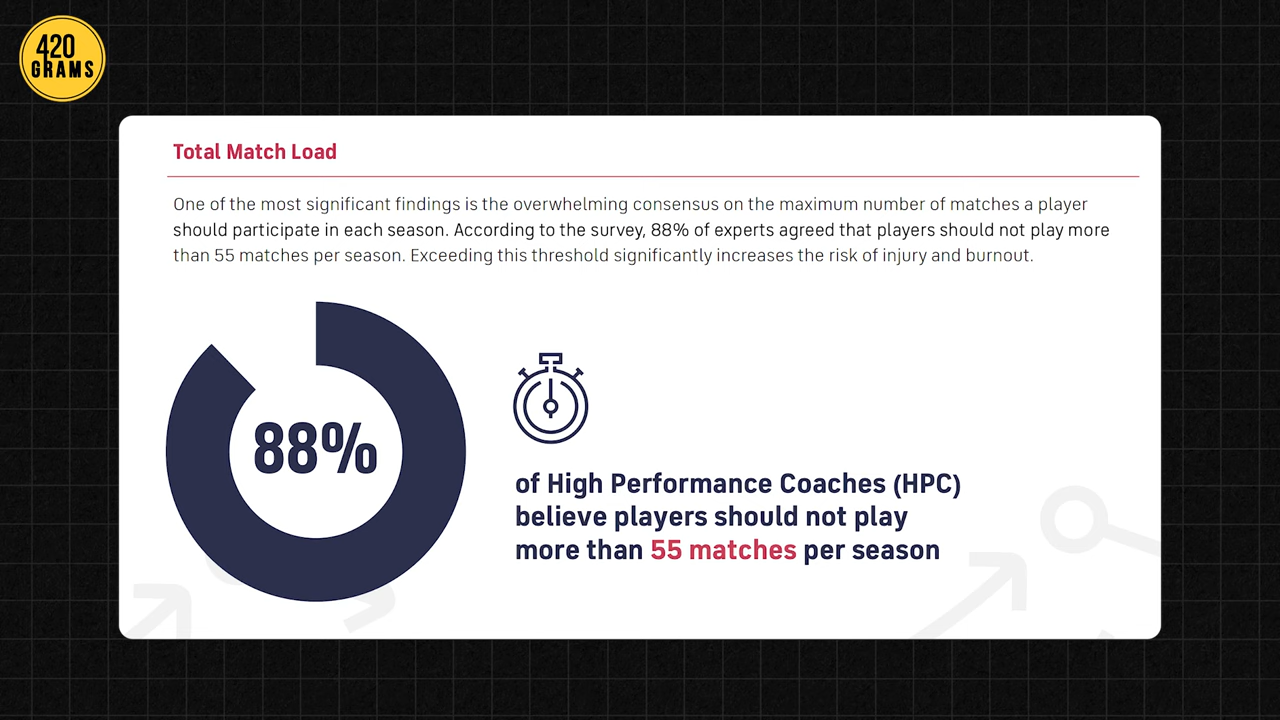 420
GRAMS
Total Match Load
One of the most significant findings is the overwhelming consensus on the maximum number of matches a player
should participate in each season. According to the survey, 88% of experts agreed that players should not play more
than 55 matches per season. Exceeding this threshold significantly increases the risk of injury and burnout.
88%
of High Performance Coaches (HPC)
believe players should not play
more than 55 matches per season